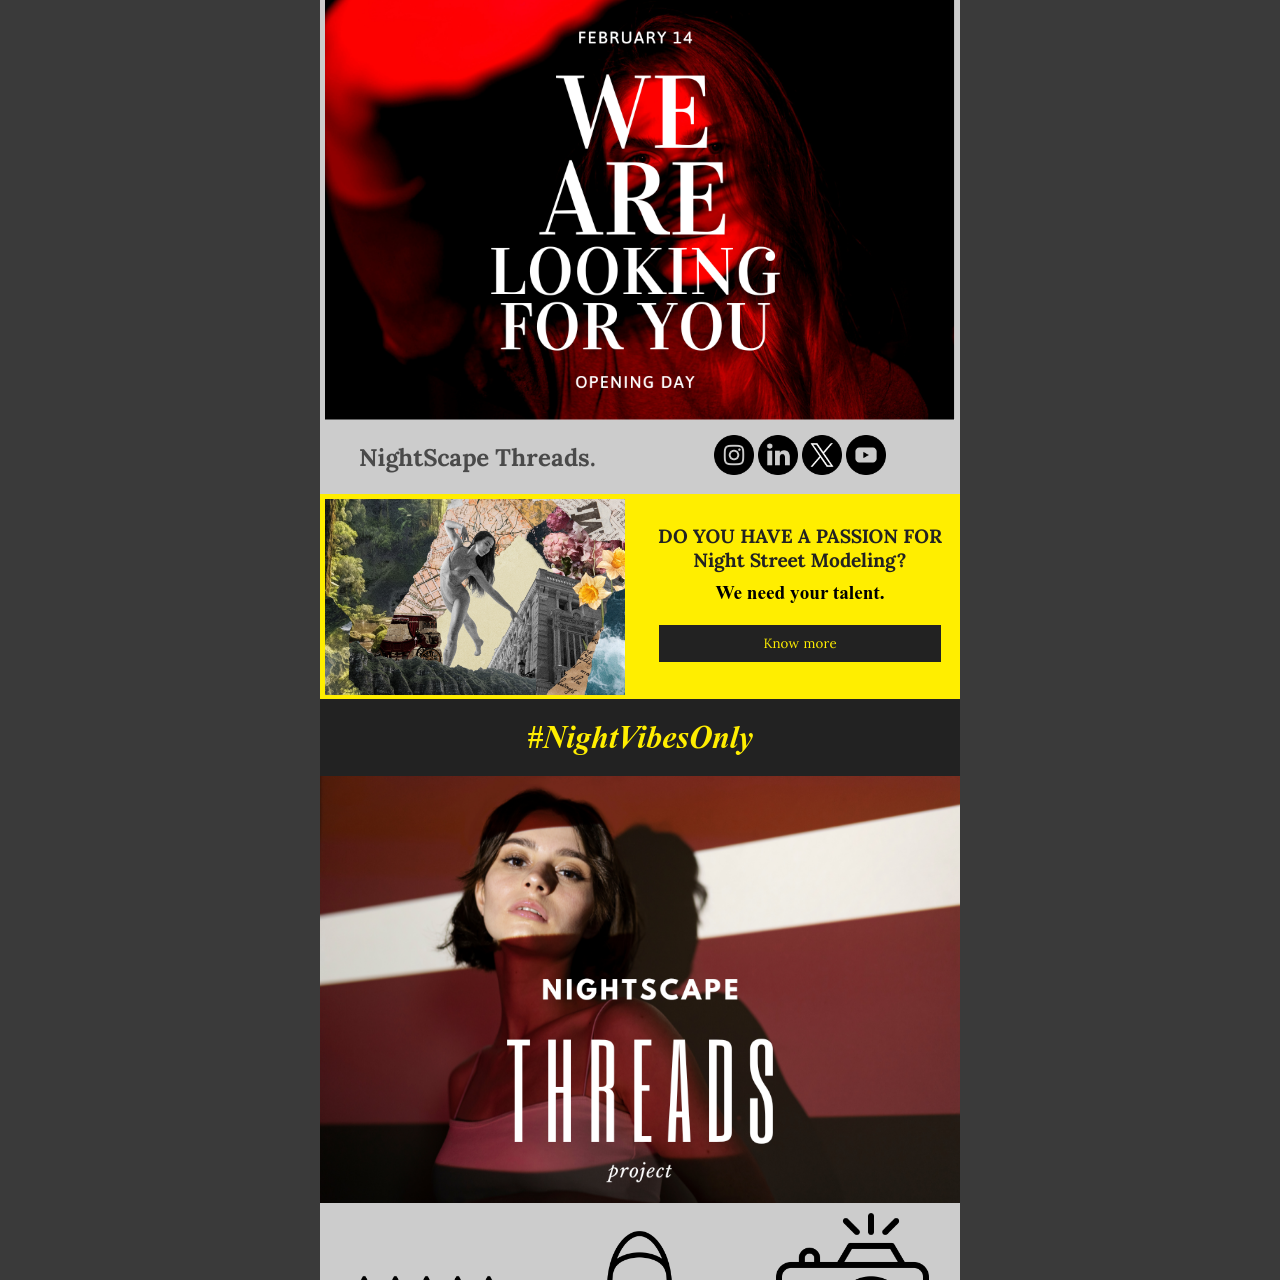 FEBRUARY 14
WE
ARE
LOOKING
FOR YOU
OPENING DAY
NightScape Threads.
DO YOU HAVE A PASSION FOR
Night Street Modeling?
We need your talent.
Know more
#NightVibesOnly
NIGHTSCAPE
THREADS
project